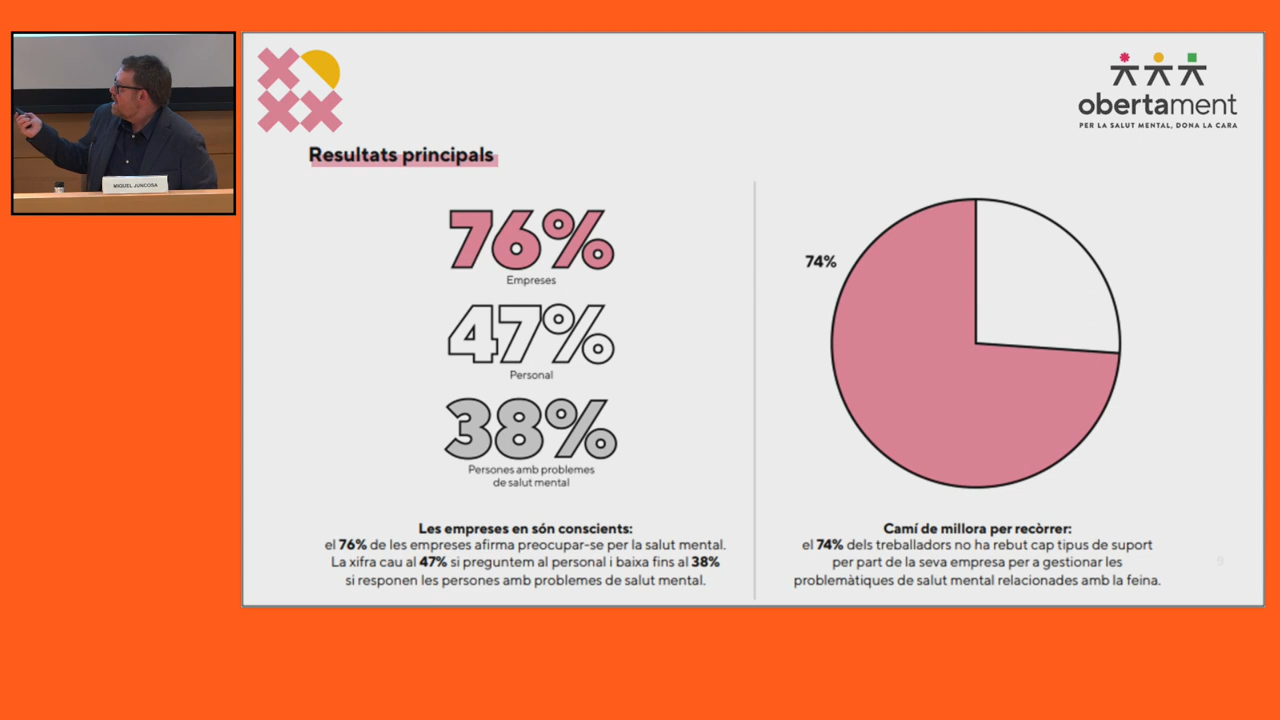 MIQUEL JUNCOSA
obertament
PER LA SALUT MENTAL, DONA LA CARA
Resultats principals
76%
Empreses
47%
Personal
38%
Persones amb problemes
de salut mental
Les empreses en són conscients:
el 76% de les empreses afirma preocupar-se per la salut mental.
La xifra cau al 47% si preguntem al personal i baixa fins al 38%
si responen les persones amb problemes de salut mental.
74%
Camí de millora per recòrrer:
el 74% dels treballadors no ha rebut cap tipus de suport
per part de la seva empresa per a gestionar les
problemàtiques de salut mental relacionades amb la feina.
9